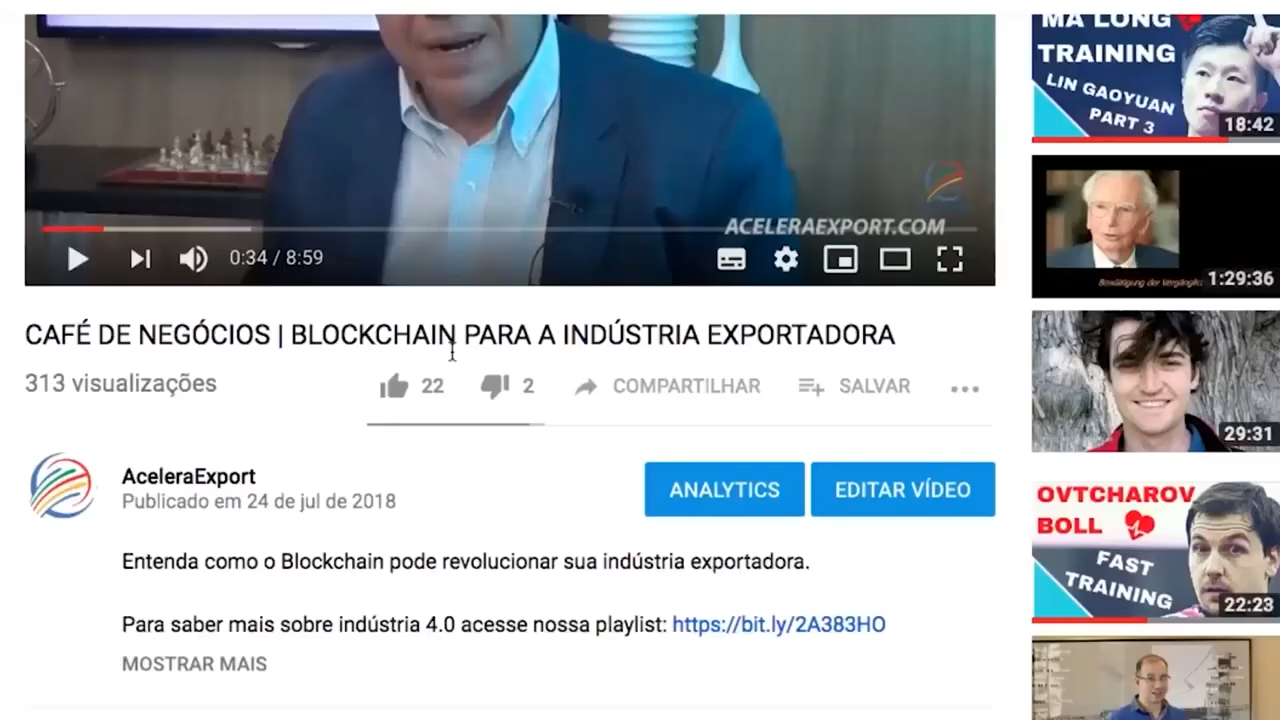 ACELERAEXPORT.COM
0:34 / 8:59
CAFÉ DE NEGÓCIOS | BLOCKCHAIN PARA A INDÚSTRIA EXPORTADORA
313 visualizações
22
2
COMPARTILHAR
SALVAR
AceleraExport
Publicado em 24 de jul de 2018
ANALYTICS
EDITAR VÍDEO
Entenda como o Blockchain pode revolucionar sua indústria exportadora.
Para saber mais sobre indústria 4.0 acesse nossa playlist: https://bit.ly/2A383HO
MOSTRAR MAIS
MA LONG
TRAINING
LIN GAOYUAN
PART 3
18:42
Bewältigung der
1:29:36
29:31
OVTCHAROV
BOLL
FAST
TRAINING
22:23